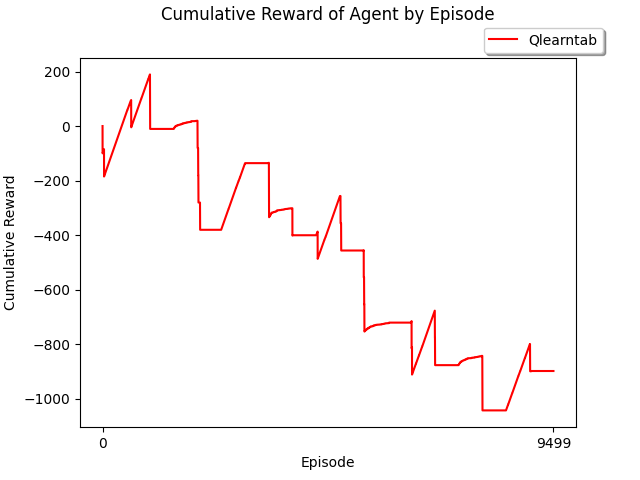 Cumulative Reward of Agent by Episode
Qlearntab
200
0
−200
−400
−600
−800
−1000
Cumulative Reward
0
9499
Episode